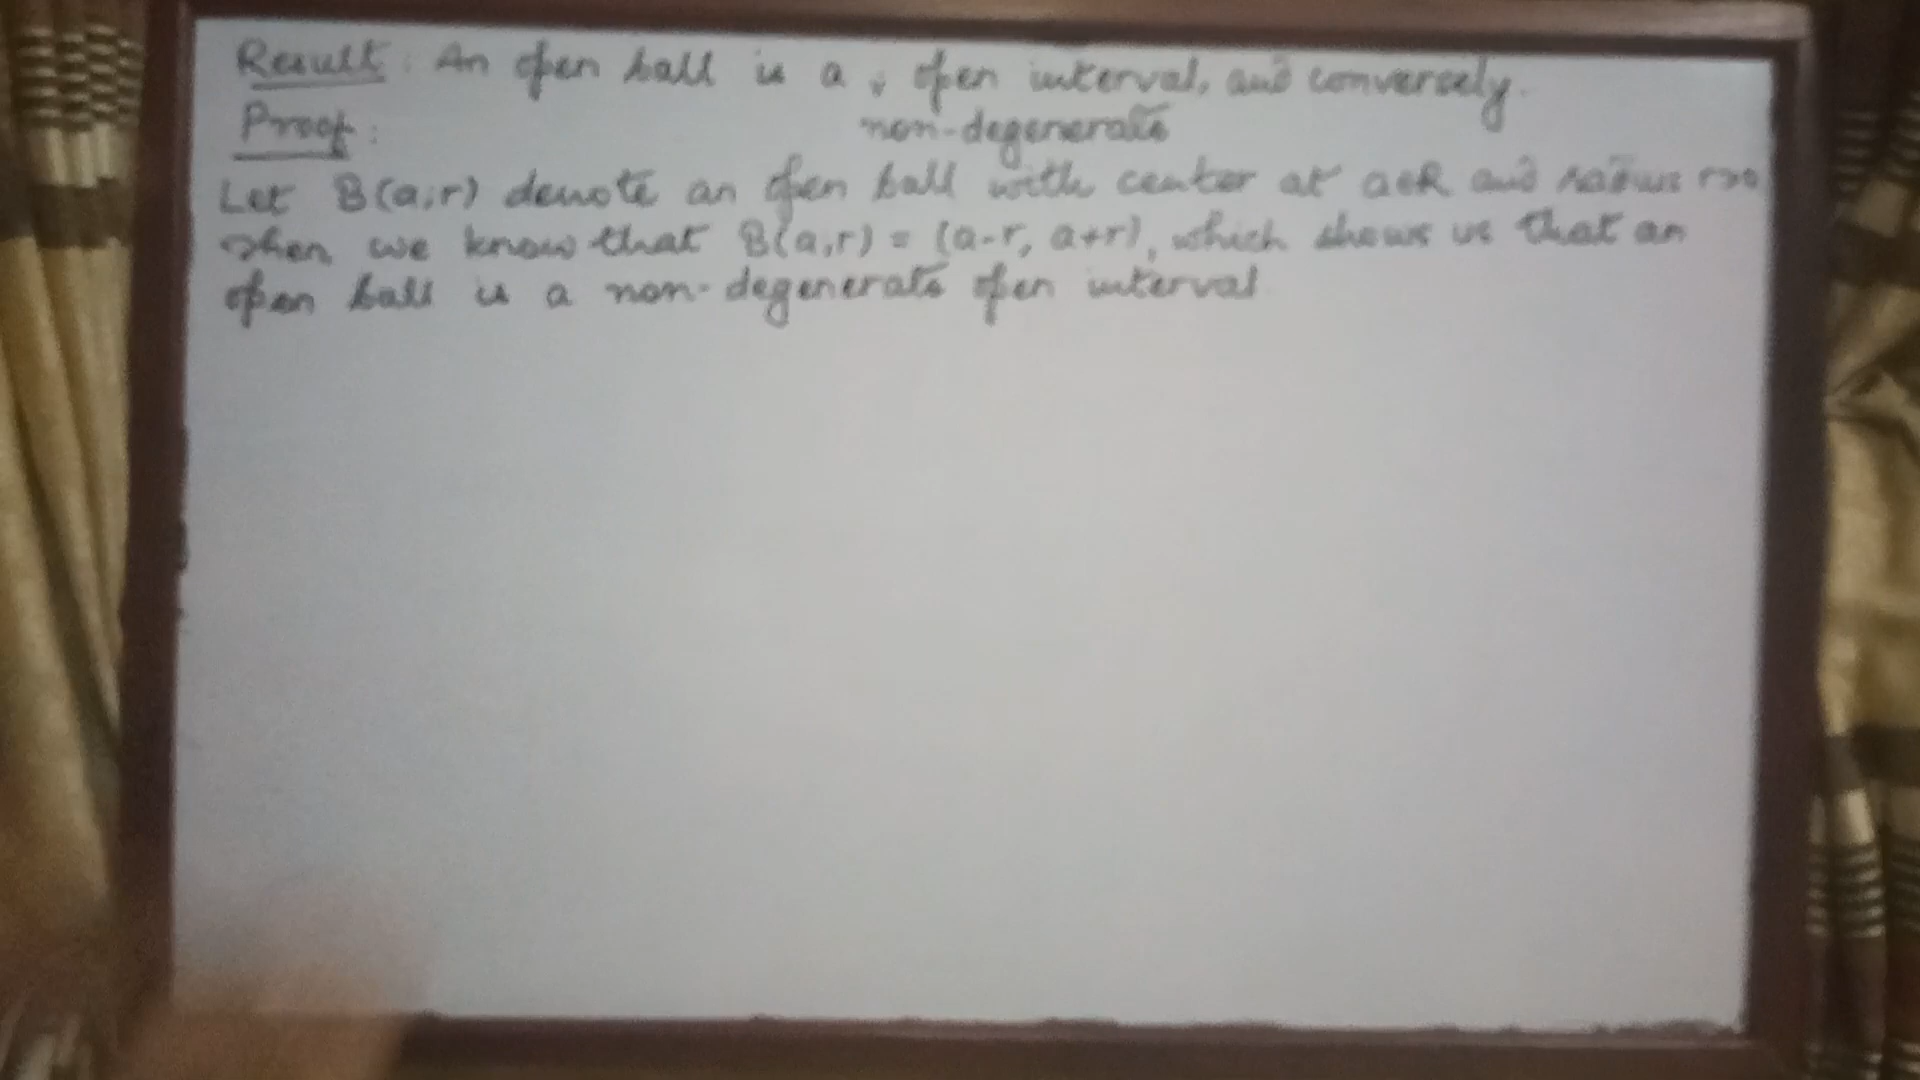 Result: An open ball is a ᵥ open interval, and conversely.
non-degenerate
Proof:
Let B(a,r) denote an open ball with center at a∈R and radius r>0
Then we know that B(a,r) = (a-r, a+r), which shows us that an
open ball is a non-degenerate open interval